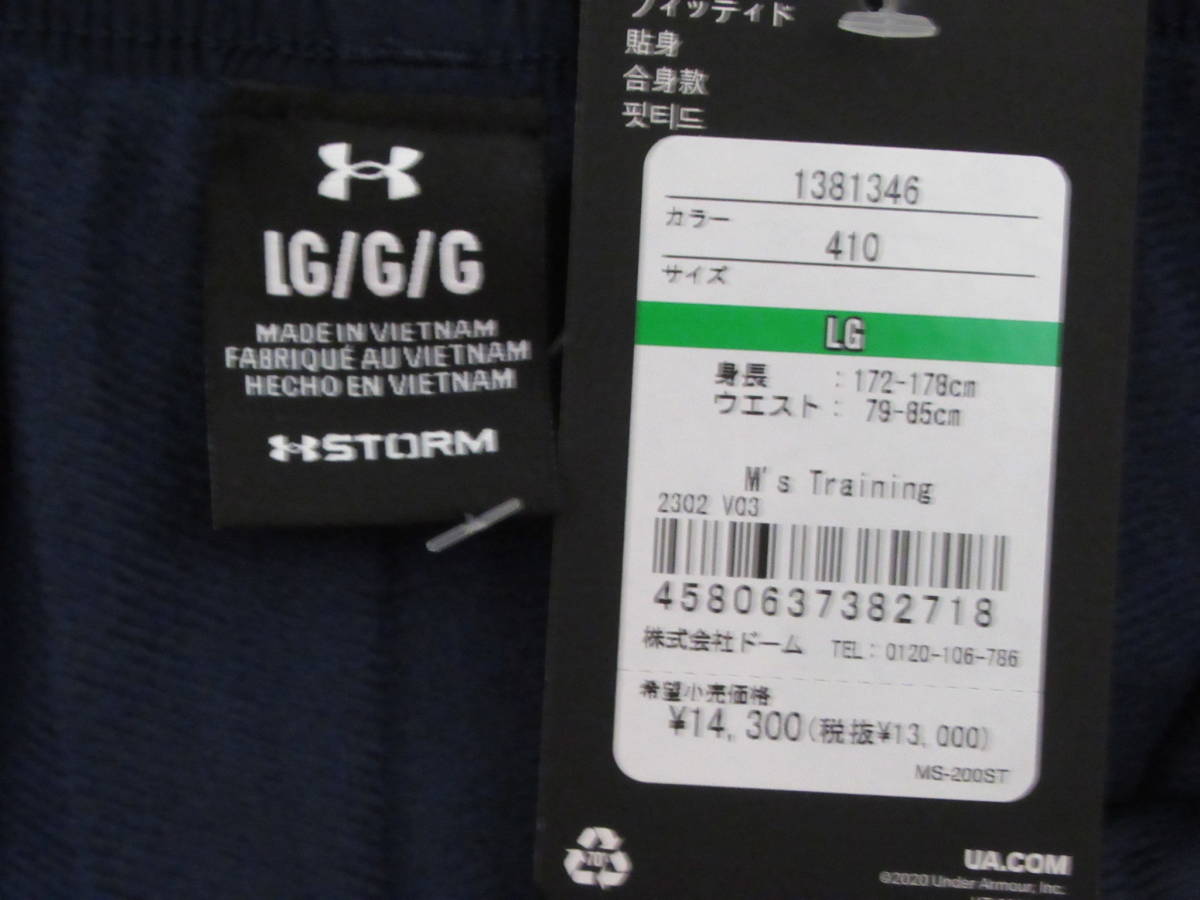 LG/G/G
MADE IN VIETNAM
FABRIQUÉ AU VIETNAM
HECHO EN VIETNAM
STORM
フィッティド
貼身
合身款
핏티드
1381346
カラー
410
サイズ
LG
身長 : 172-178cm
ウエスト : 79-85cm
M's Training
2302 V03
4580637382718
株式会社ドーム TEL : 0120-106-786
希望小売価格
¥14,300(税抜¥13,000)
MS-200ST
70%
UA.COM
©2020 Under Armour, Inc.